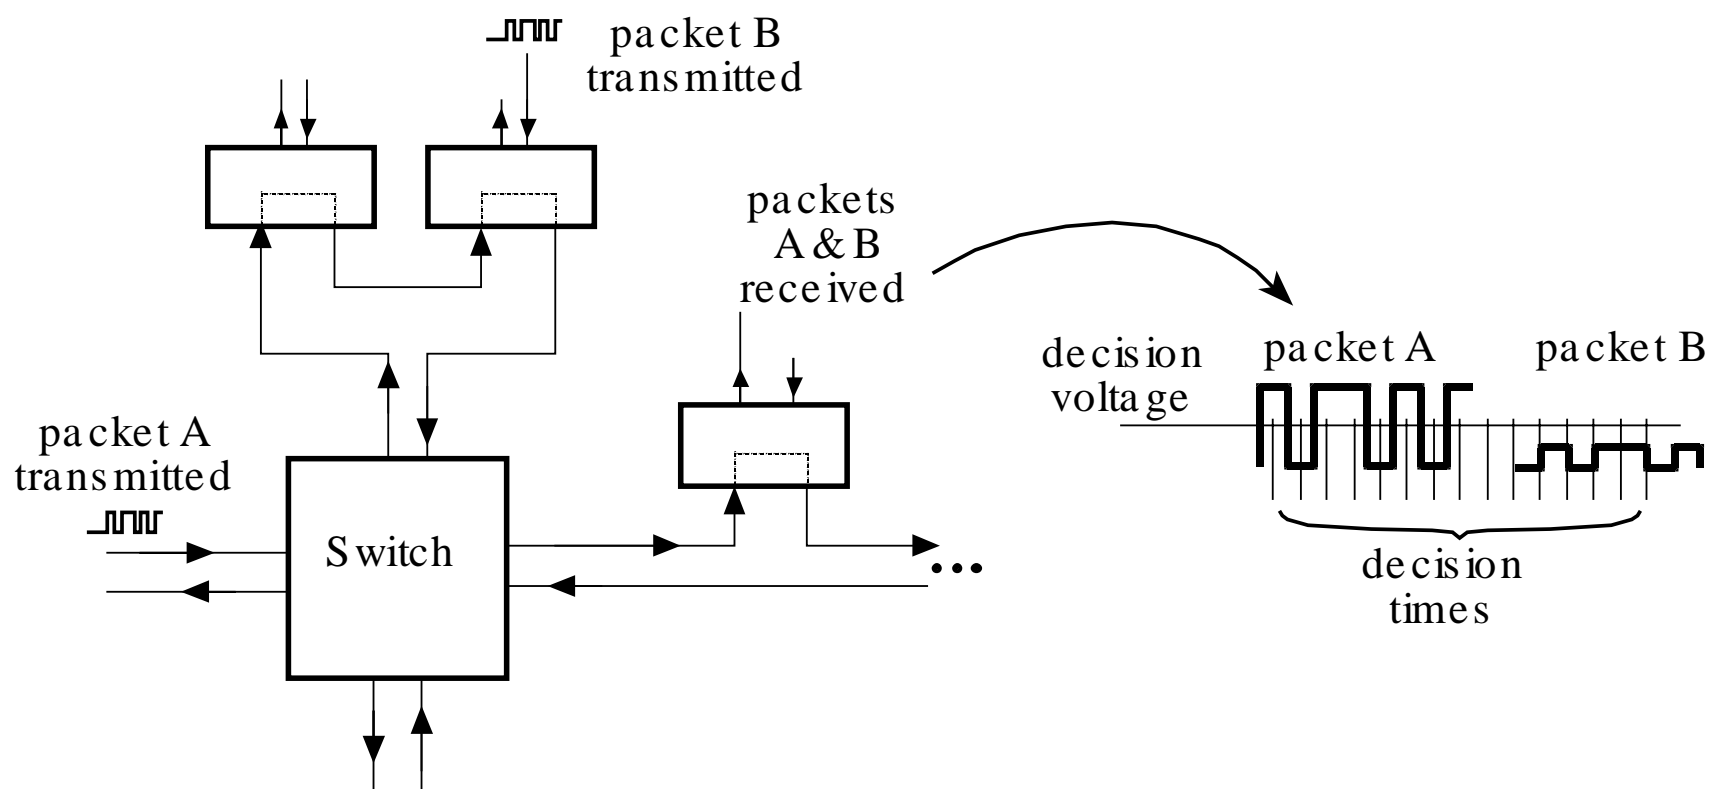 packet B
transmitted
packets
A & B
received
decision
voltage
packet A
packet B
packet A
transmitted
Switch
decision
times